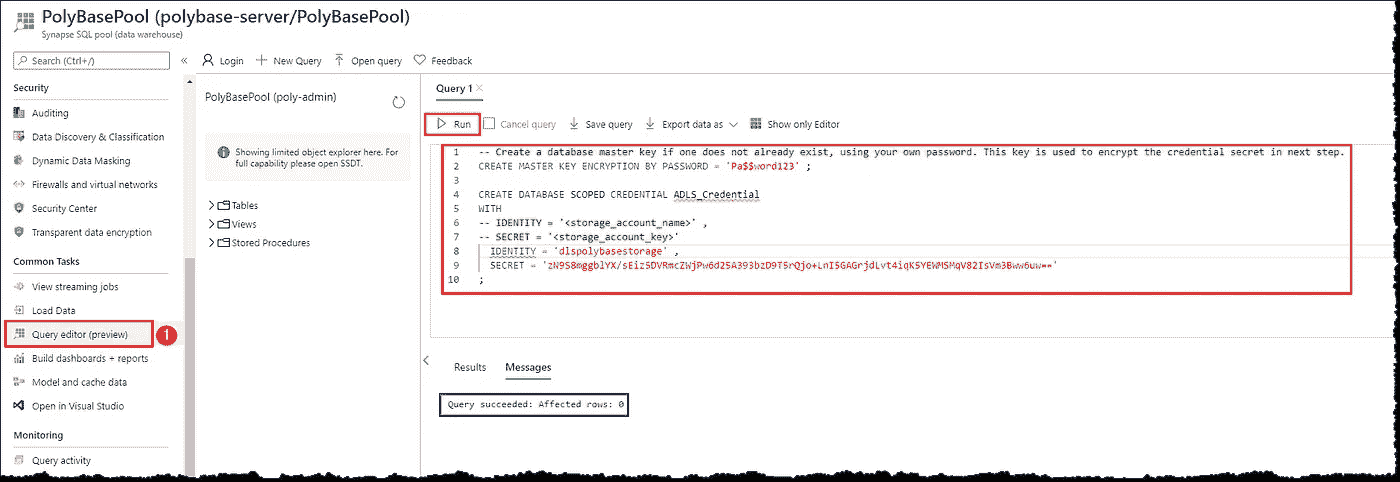 PolyBasePool (polybase-server/PolyBasePool)
Synapse SQL pool (data warehouse)
Search (Ctrl+/)
«
Login
New Query
Open query
Feedback
Security
Auditing
Data Discovery & Classification
Dynamic Data Masking
Firewalls and virtual networks
Security Center
Transparent data encryption
Common Tasks
View streaming jobs
Load Data
Query editor (preview)
1
Build dashboards + reports
Model and cache data
Open in Visual Studio
Monitoring
Query activity
PolyBasePool (poly-admin)
Showing limited object explorer here. For
full capability please open SSDT.
Tables
Views
Stored Procedures
Query 1
Run
Cancel query
Save query
Export data as
Show only Editor
1 -- Create a database master key if one does not already exist, using your own password. This key is used to encrypt the credential secret in next step.
2 CREATE MASTER KEY ENCRYPTION BY PASSWORD = 'Pa$$word123' ;
3
4 CREATE DATABASE SCOPED CREDENTIAL ADLS_Credential
5 WITH
6 -- IDENTITY = '<storage_account_name>' ,
7 -- SECRET = '<storage_account_key>'
8 IDENTITY = 'dlspolybasestorage' ,
9 SECRET =
10 ;
Results
Messages
Query succeeded: Affected rows: 0